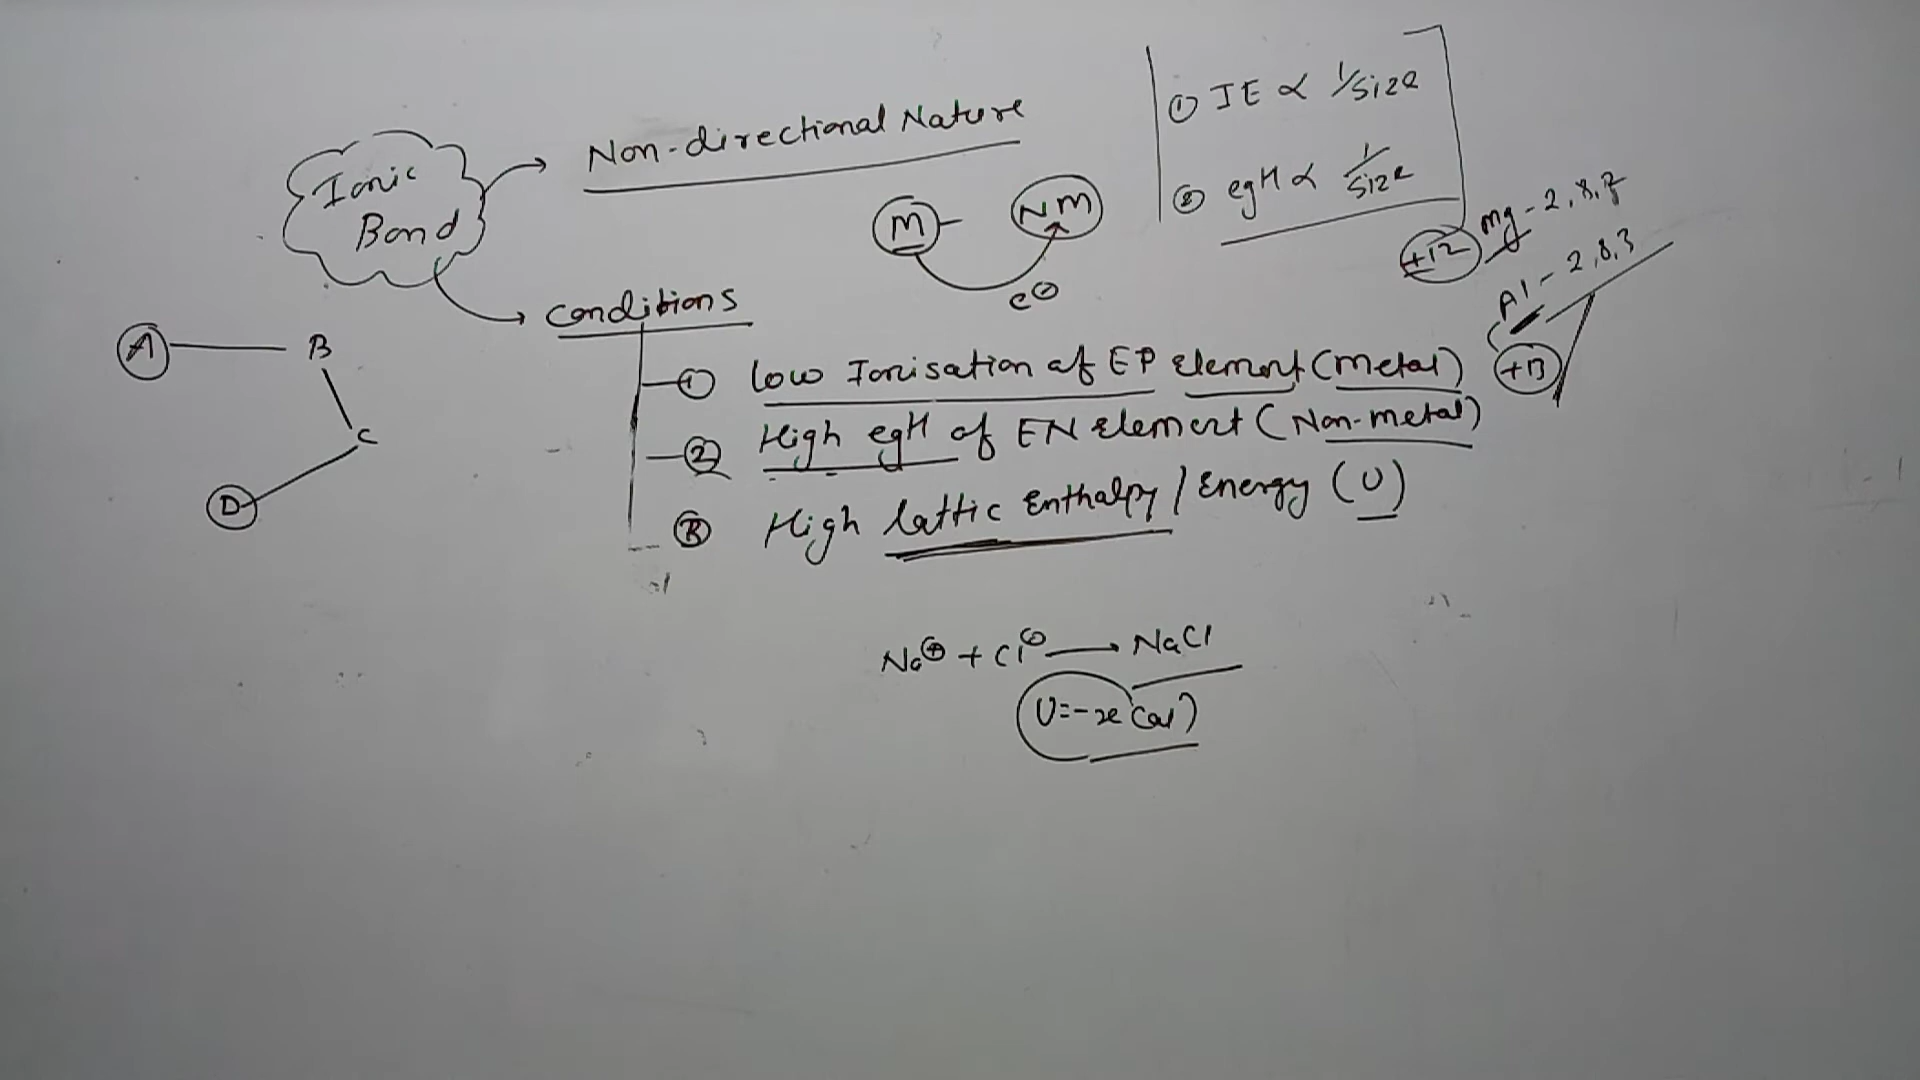 Ionic
Bond
Non-directional Nature
① IE ∝ 1/size
② egH ∝ 1/size
M
NM
e⊖
+12 mg - 2,8,2
Al - 2,8,3
+13
conditions
A B
C
D
① low Ionisation of EP Element (metal)
② High egH of EN element (Non-metal)
③ High lattic Enthalpy / Energy (U)
Na⊕ + Cl⊖ → NaCl
U = -x Cal